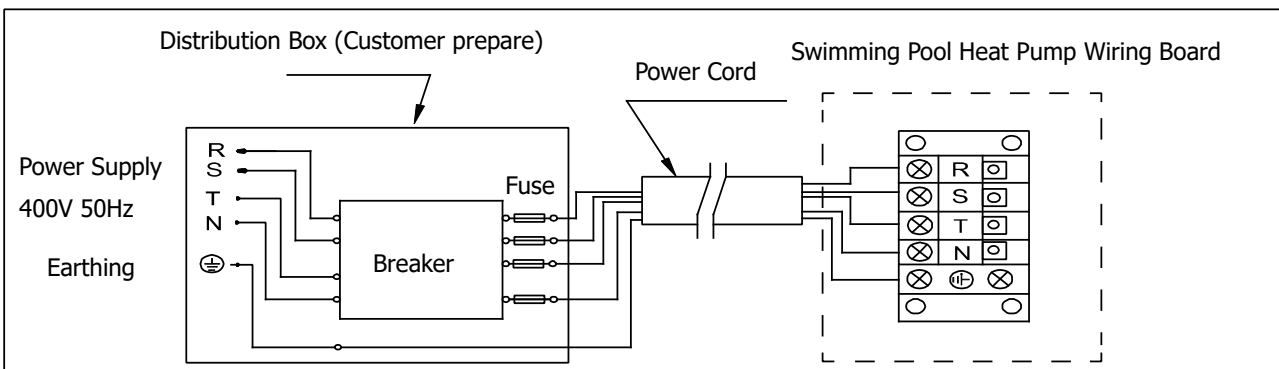 Distribution Box (Customer prepare)
Swimming Pool Heat Pump Wiring Board
Power Cord
Power Supply
400V 50Hz
Earthing
R
S
T
N
Fuse
Breaker
R
S
T
N